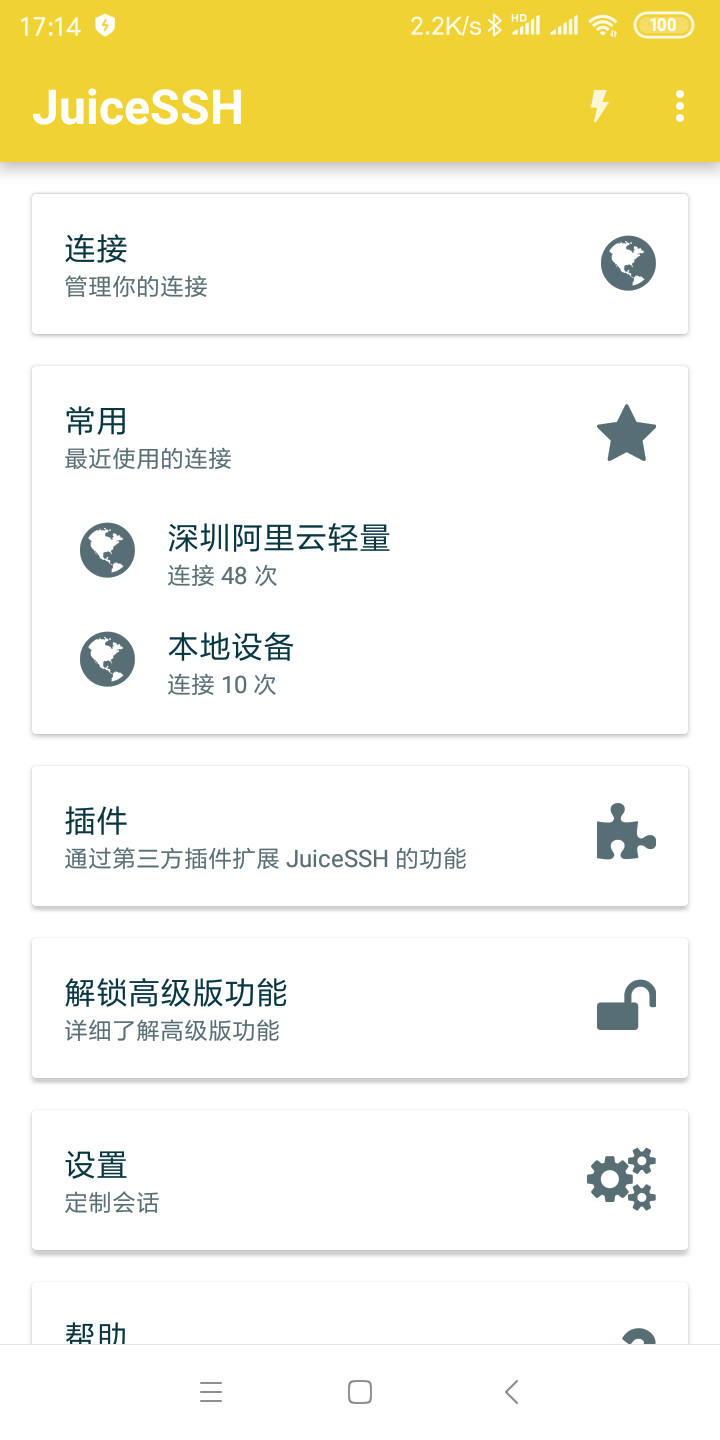 17:14 2.2K/s HD 100
JuiceSSH
连接
管理你的连接
常用
最近使用的连接
深圳阿里云轻量
连接 48 次
本地设备
连接 10 次
插件
通过第三方插件扩展 JuiceSSH 的功能
解锁高级版功能
详细了解高级版功能
设置
定制会话
帮助